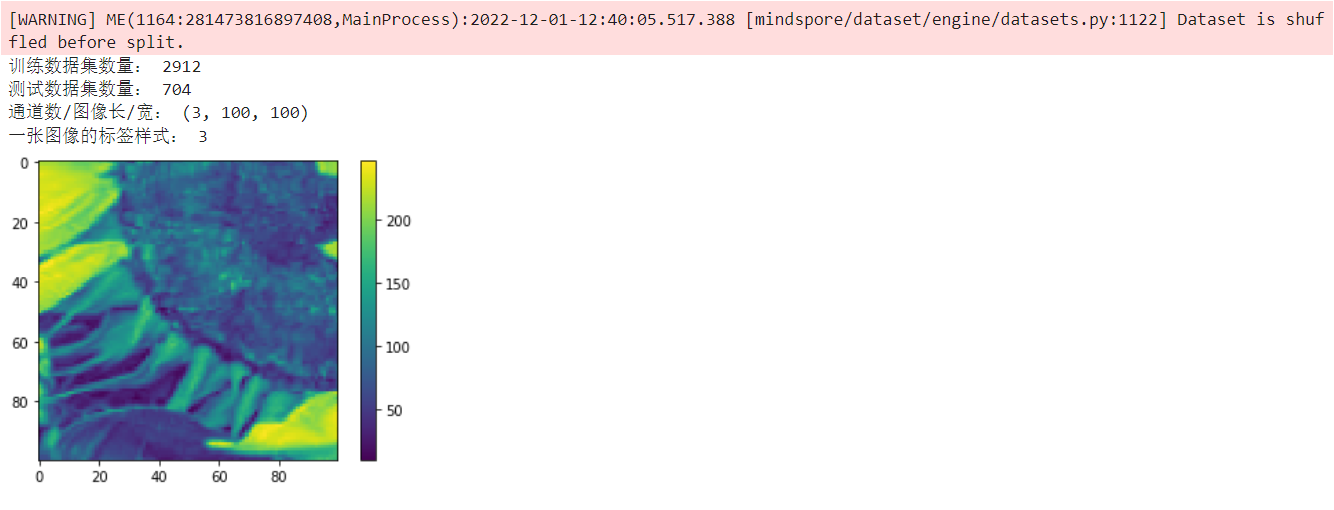 [WARNING] ME(1164:281473816897408,MainProcess):2022-12-01-12:40:05.517.388 [mindspore/dataset/engine/datasets.py:1122] Dataset is shuf
fled before split.
训练数据集数量： 2912
测试数据集数量： 704
通道数/图像长/宽： (3, 100, 100)
一张图像的标签样式： 3
0
20
40
60
80
0 20 40 60 80
200
150
100
50